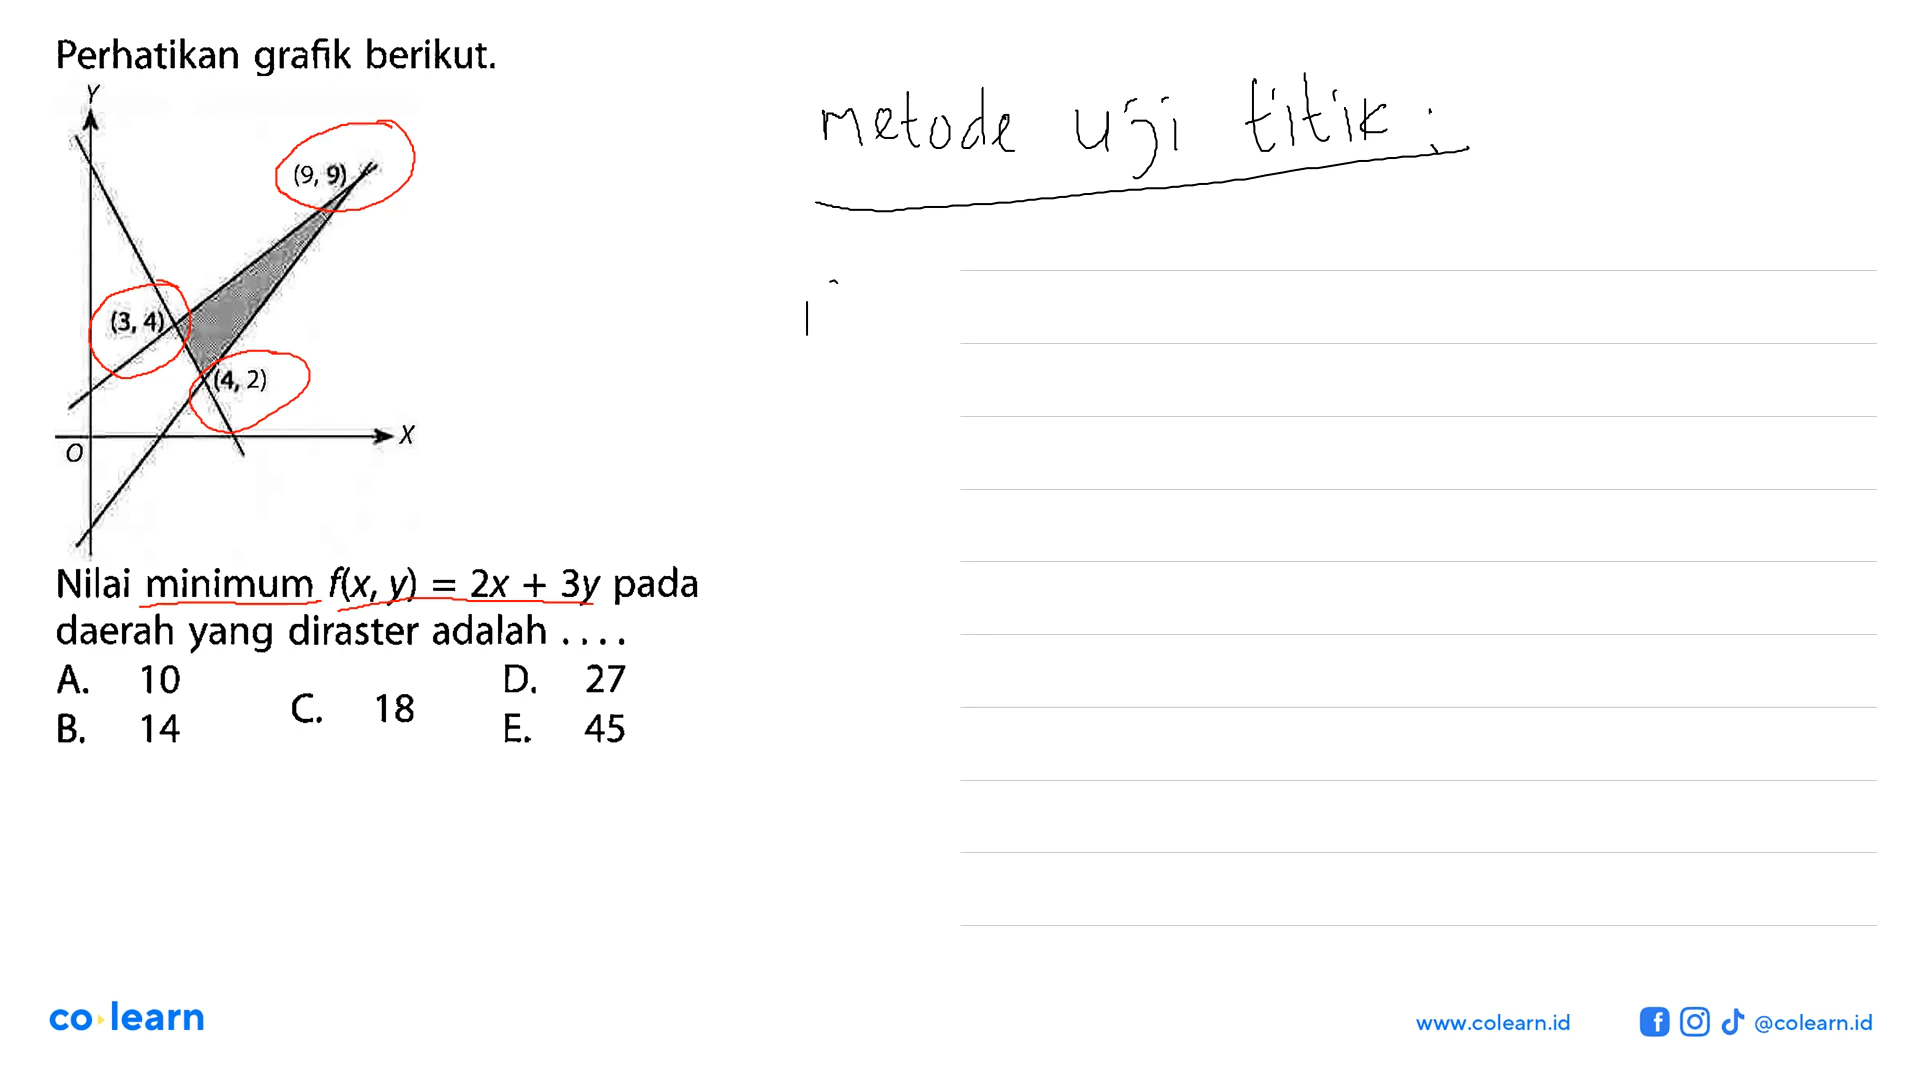 Perhatikan grafik berikut.
Y
(9, 9)
(3, 4)
(4, 2)
X
O
Nilai minimum f(x, y) = 2x + 3y pada
daerah yang diraster adalah . . . .
A. 10
B. 14
C. 18
D. 27
E. 45
metode uji titik :
co learn
www.colearn.id
@colearn.id